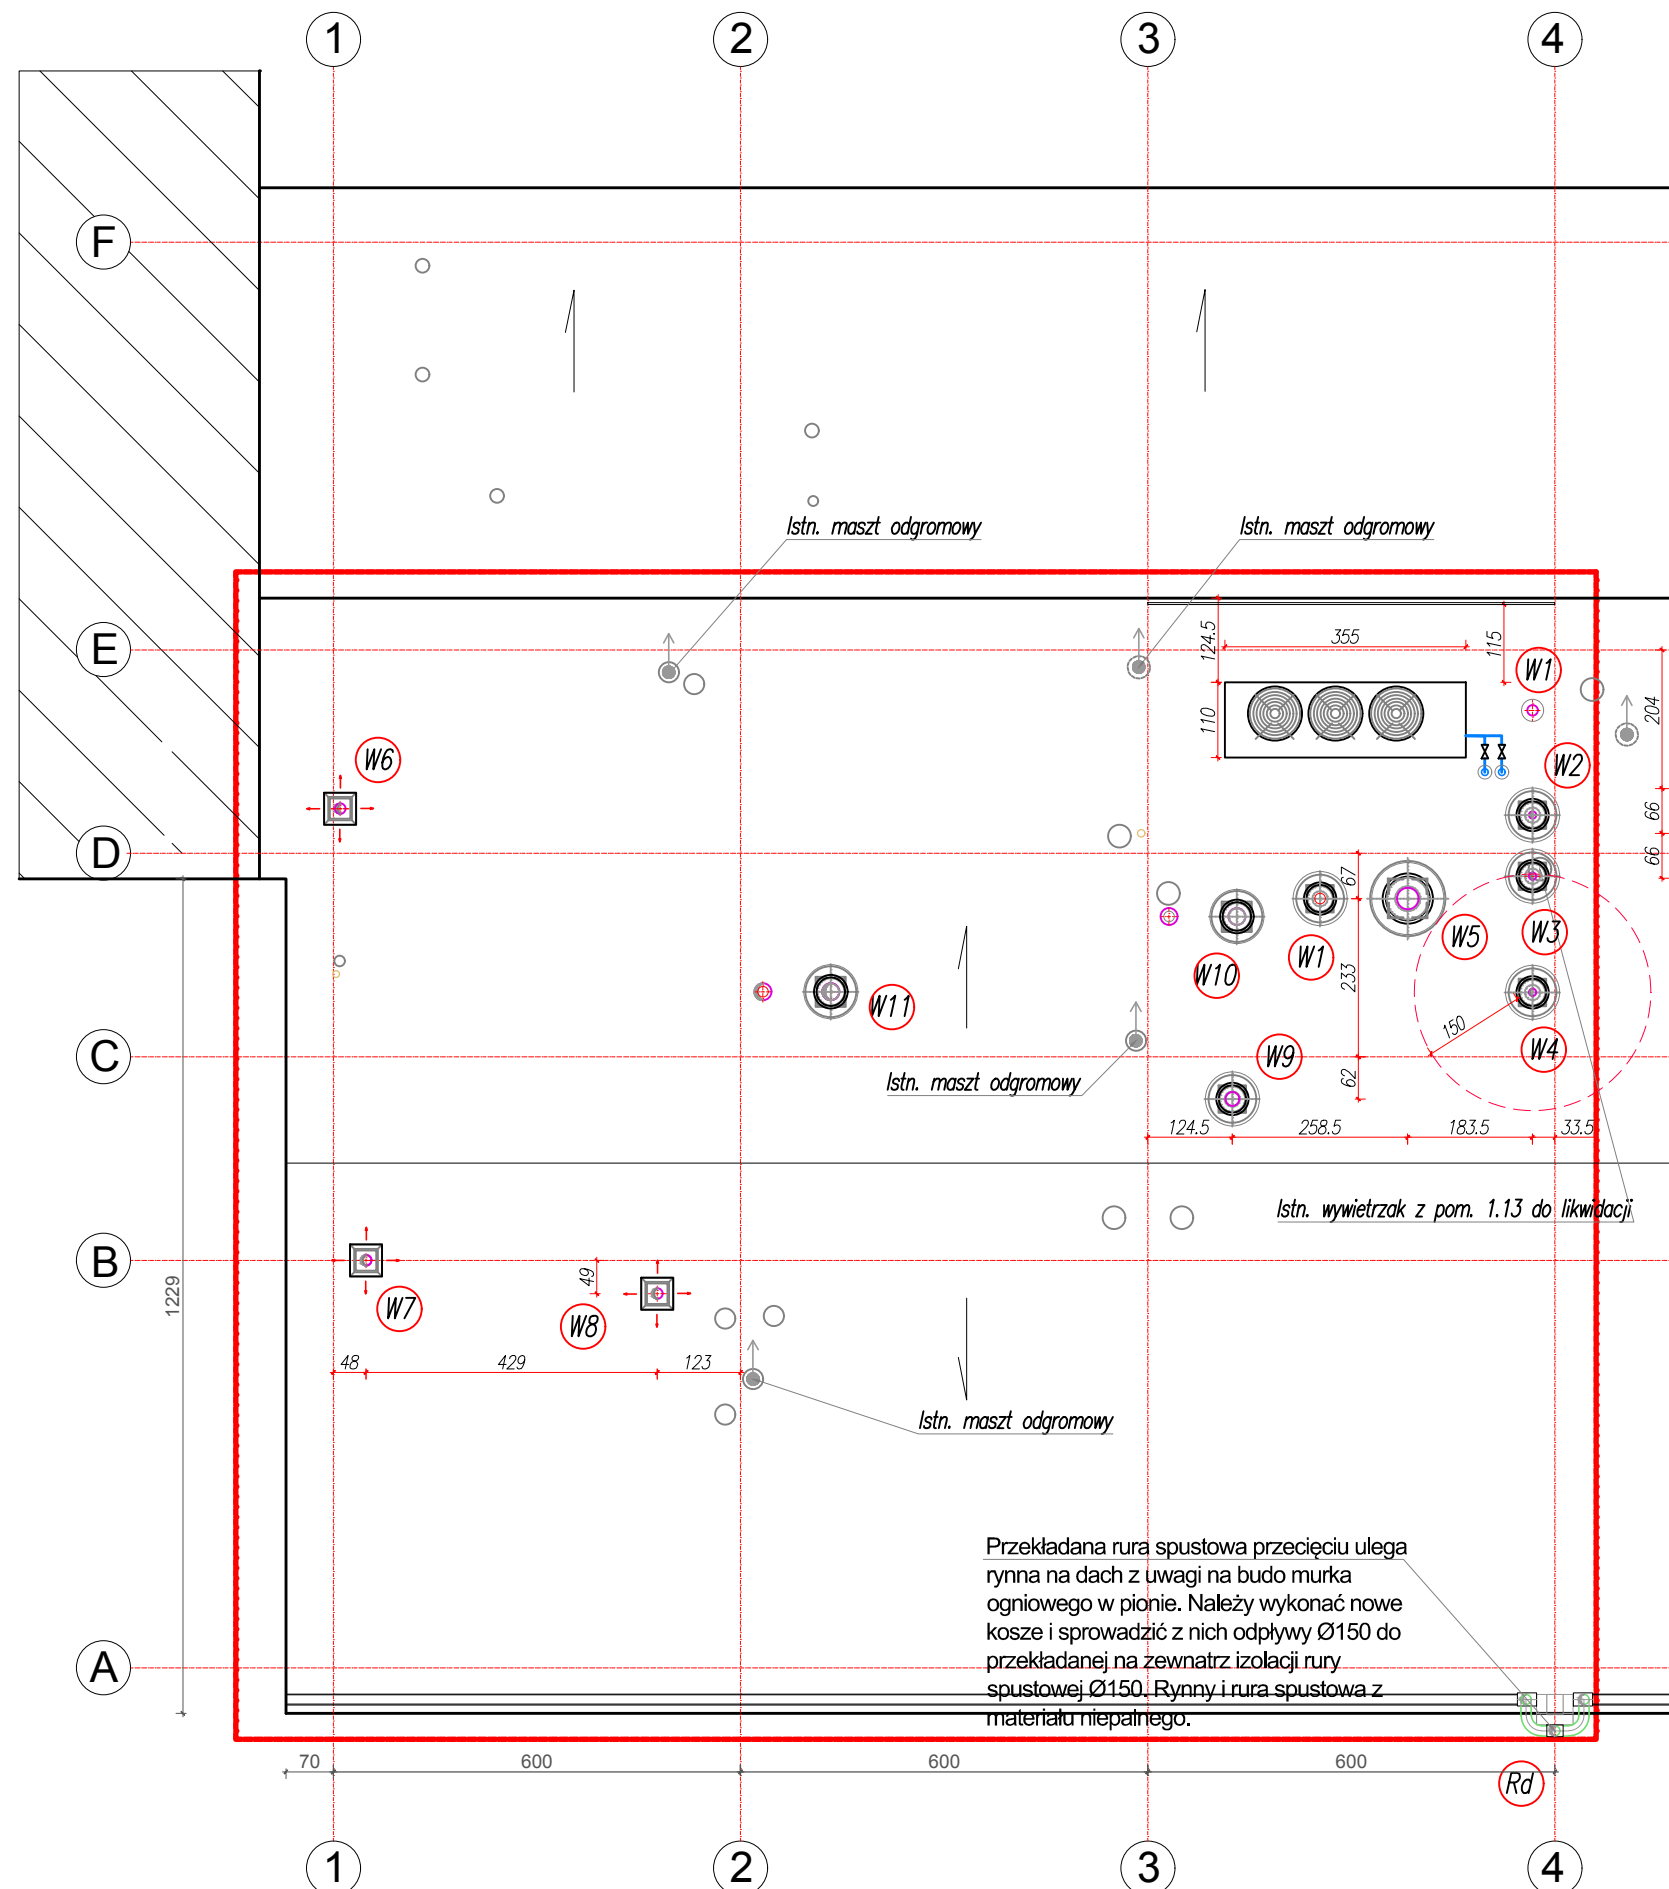 1 2 3 4
F
Istn. maszt odgromowy Istn. maszt odgromowy
E
124.5
355
115
W1
204
110
W6
W2
66
D
66
67
W5
W3
W10
W1
233
W11
150
C
W9
W4
Istn. maszt odgromowy
62
124.5 258.5 183.5 33.5
Istn. wywietrzak z pom. 1.13 do likwidacji
B
49
1229
W7
W8
48 429 123
Istn. maszt odgromowy
Przekładana rura spustowa przecięciu ulega
rynna na dach z uwagi na budo murka
ogniowego w pionie. Należy wykonać nowe
kosze i sprowadzić z nich odpływy Ø150 do
przekładanej na zewnatrz izolacji rury
spustowej Ø150. Rynny i rura spustowa z
materiału niepalnego.
A
70 600 600 600
Rd
1 2 3 4